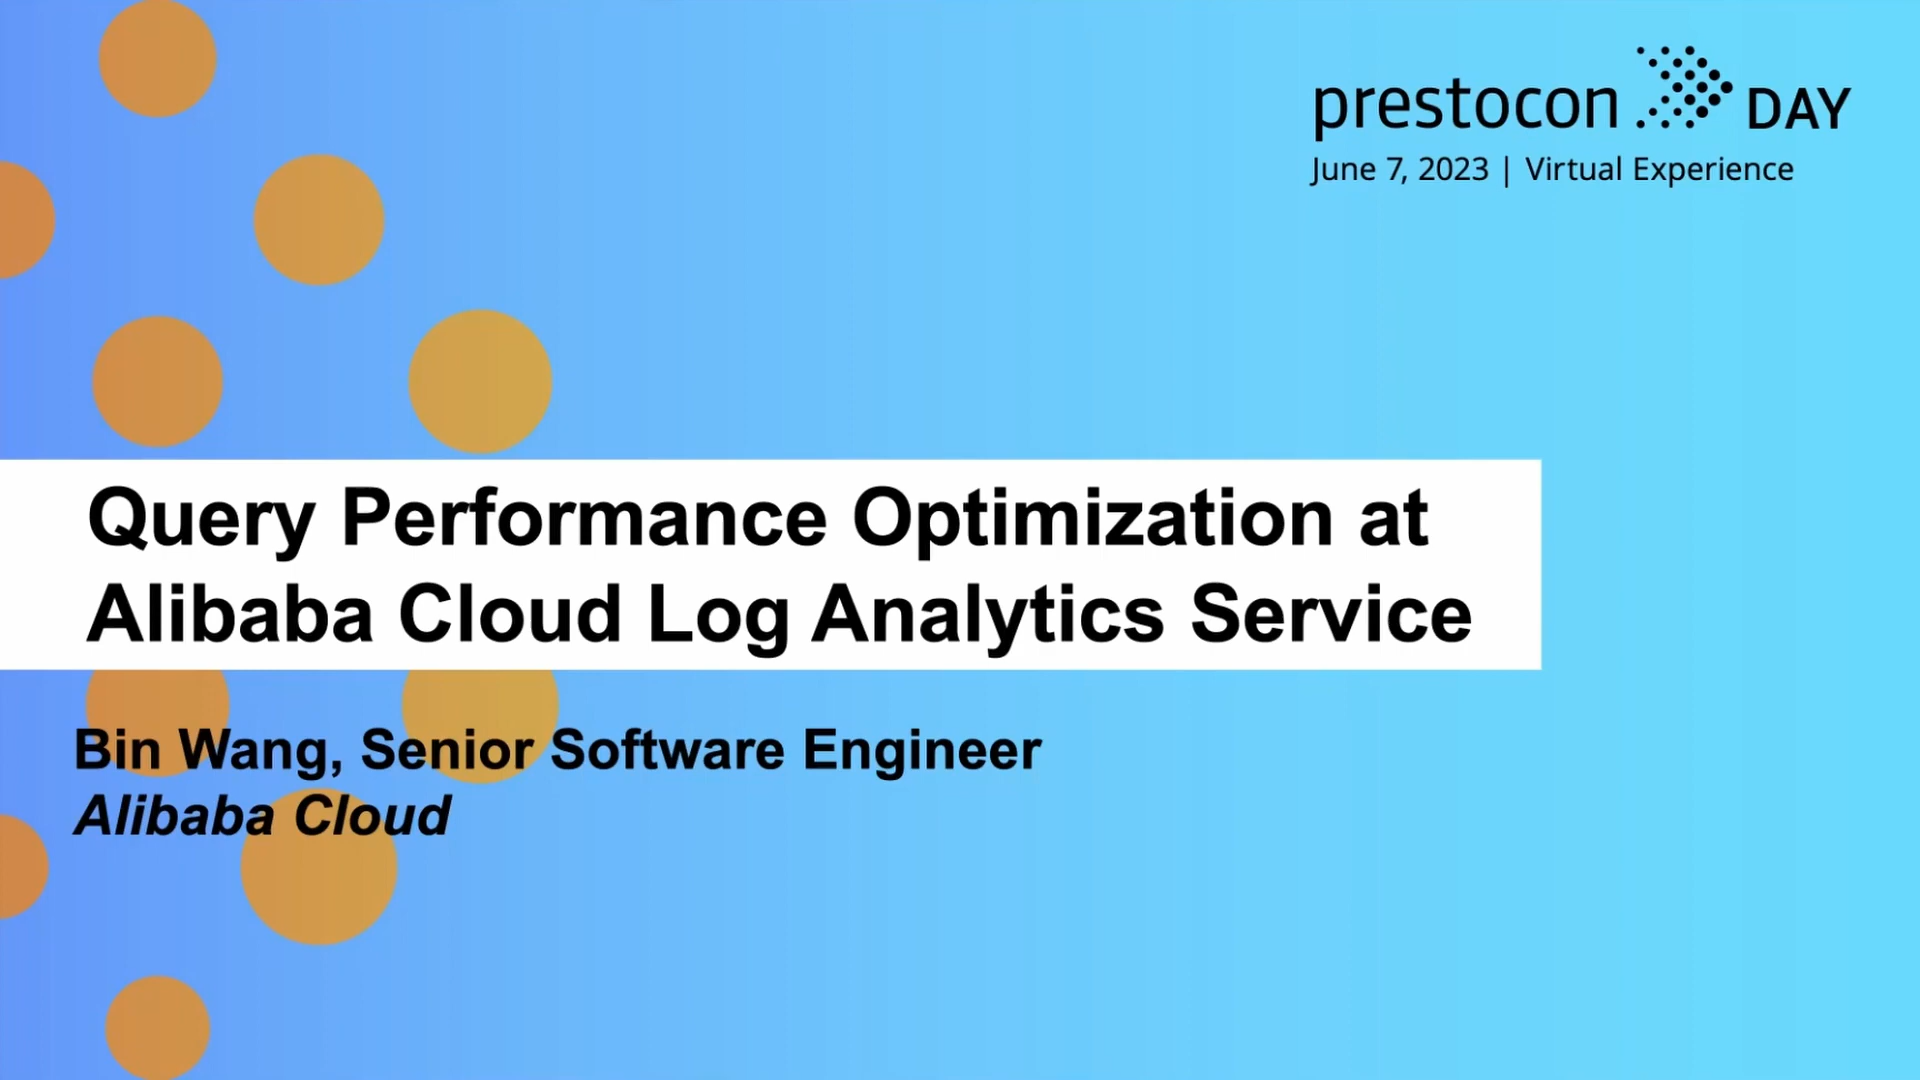 prestocon DAY
June 7, 2023 | Virtual Experience
Query Performance Optimization at
Alibaba Cloud Log Analytics Service
Bin Wang, Senior Software Engineer
Alibaba Cloud